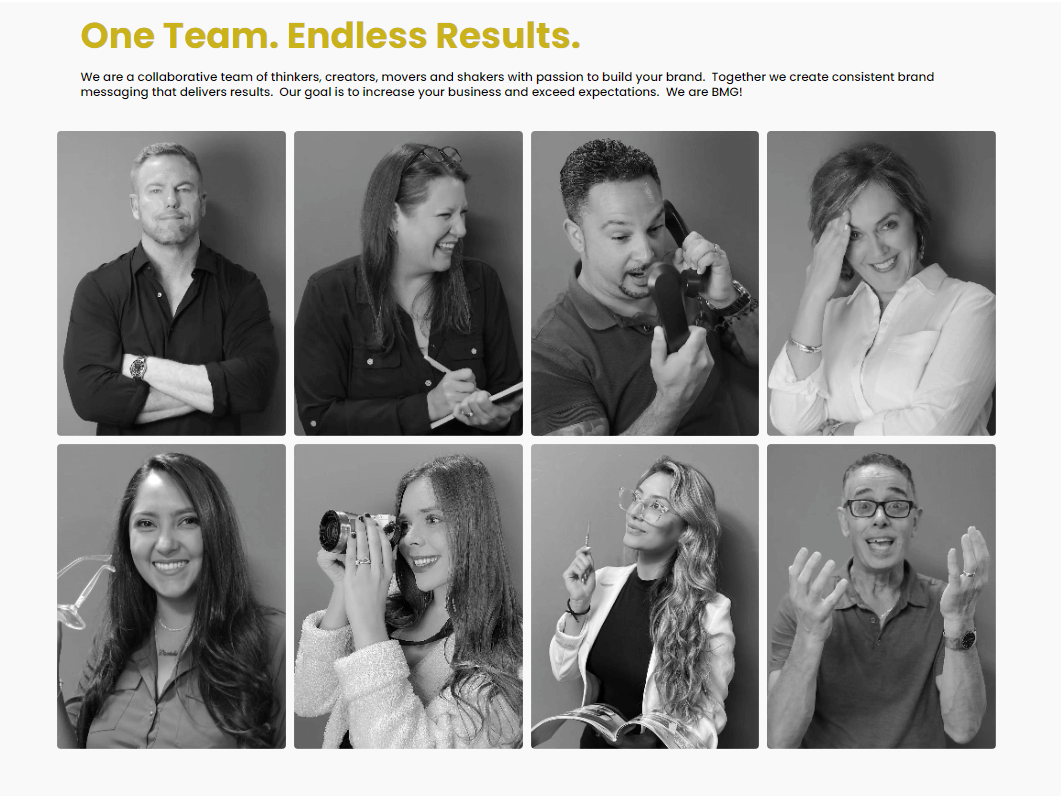 One Team. Endless Results.
We are a collaborative team of thinkers, creators, movers and shakers with passion to build your brand.  Together we create consistent brand
messaging that delivers results.  Our goal is to increase your business and exceed expectations.  We are BMG!